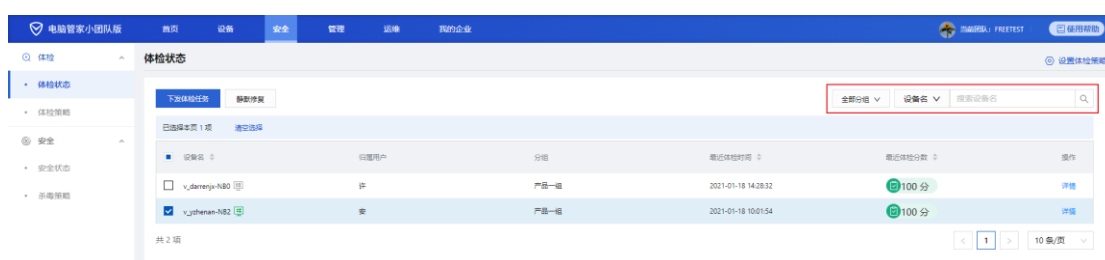 电脑管家小团队版 首页 设备 安全 管理 运维 我的企业 当前团队：FREETEST 使用帮助
体检 体检状态 设置体检策略
体检状态
下发体检任务 静默修复 全部分组 设备名 搜索设备名
体检策略
已选择本页 1 项 清空选择
安全
设备名 归属用户 分组 最近体检时间 最近体检分数 操作
安全状态
v_darrenjx-NB0 许 产品一组 2021-01-18 14:28:32 100 分 详情
杀毒策略
v_yzhenan-NB2 安 产品一组 2021-01-18 10:01:54 100 分 详情
共 2 项 1 10 条/页